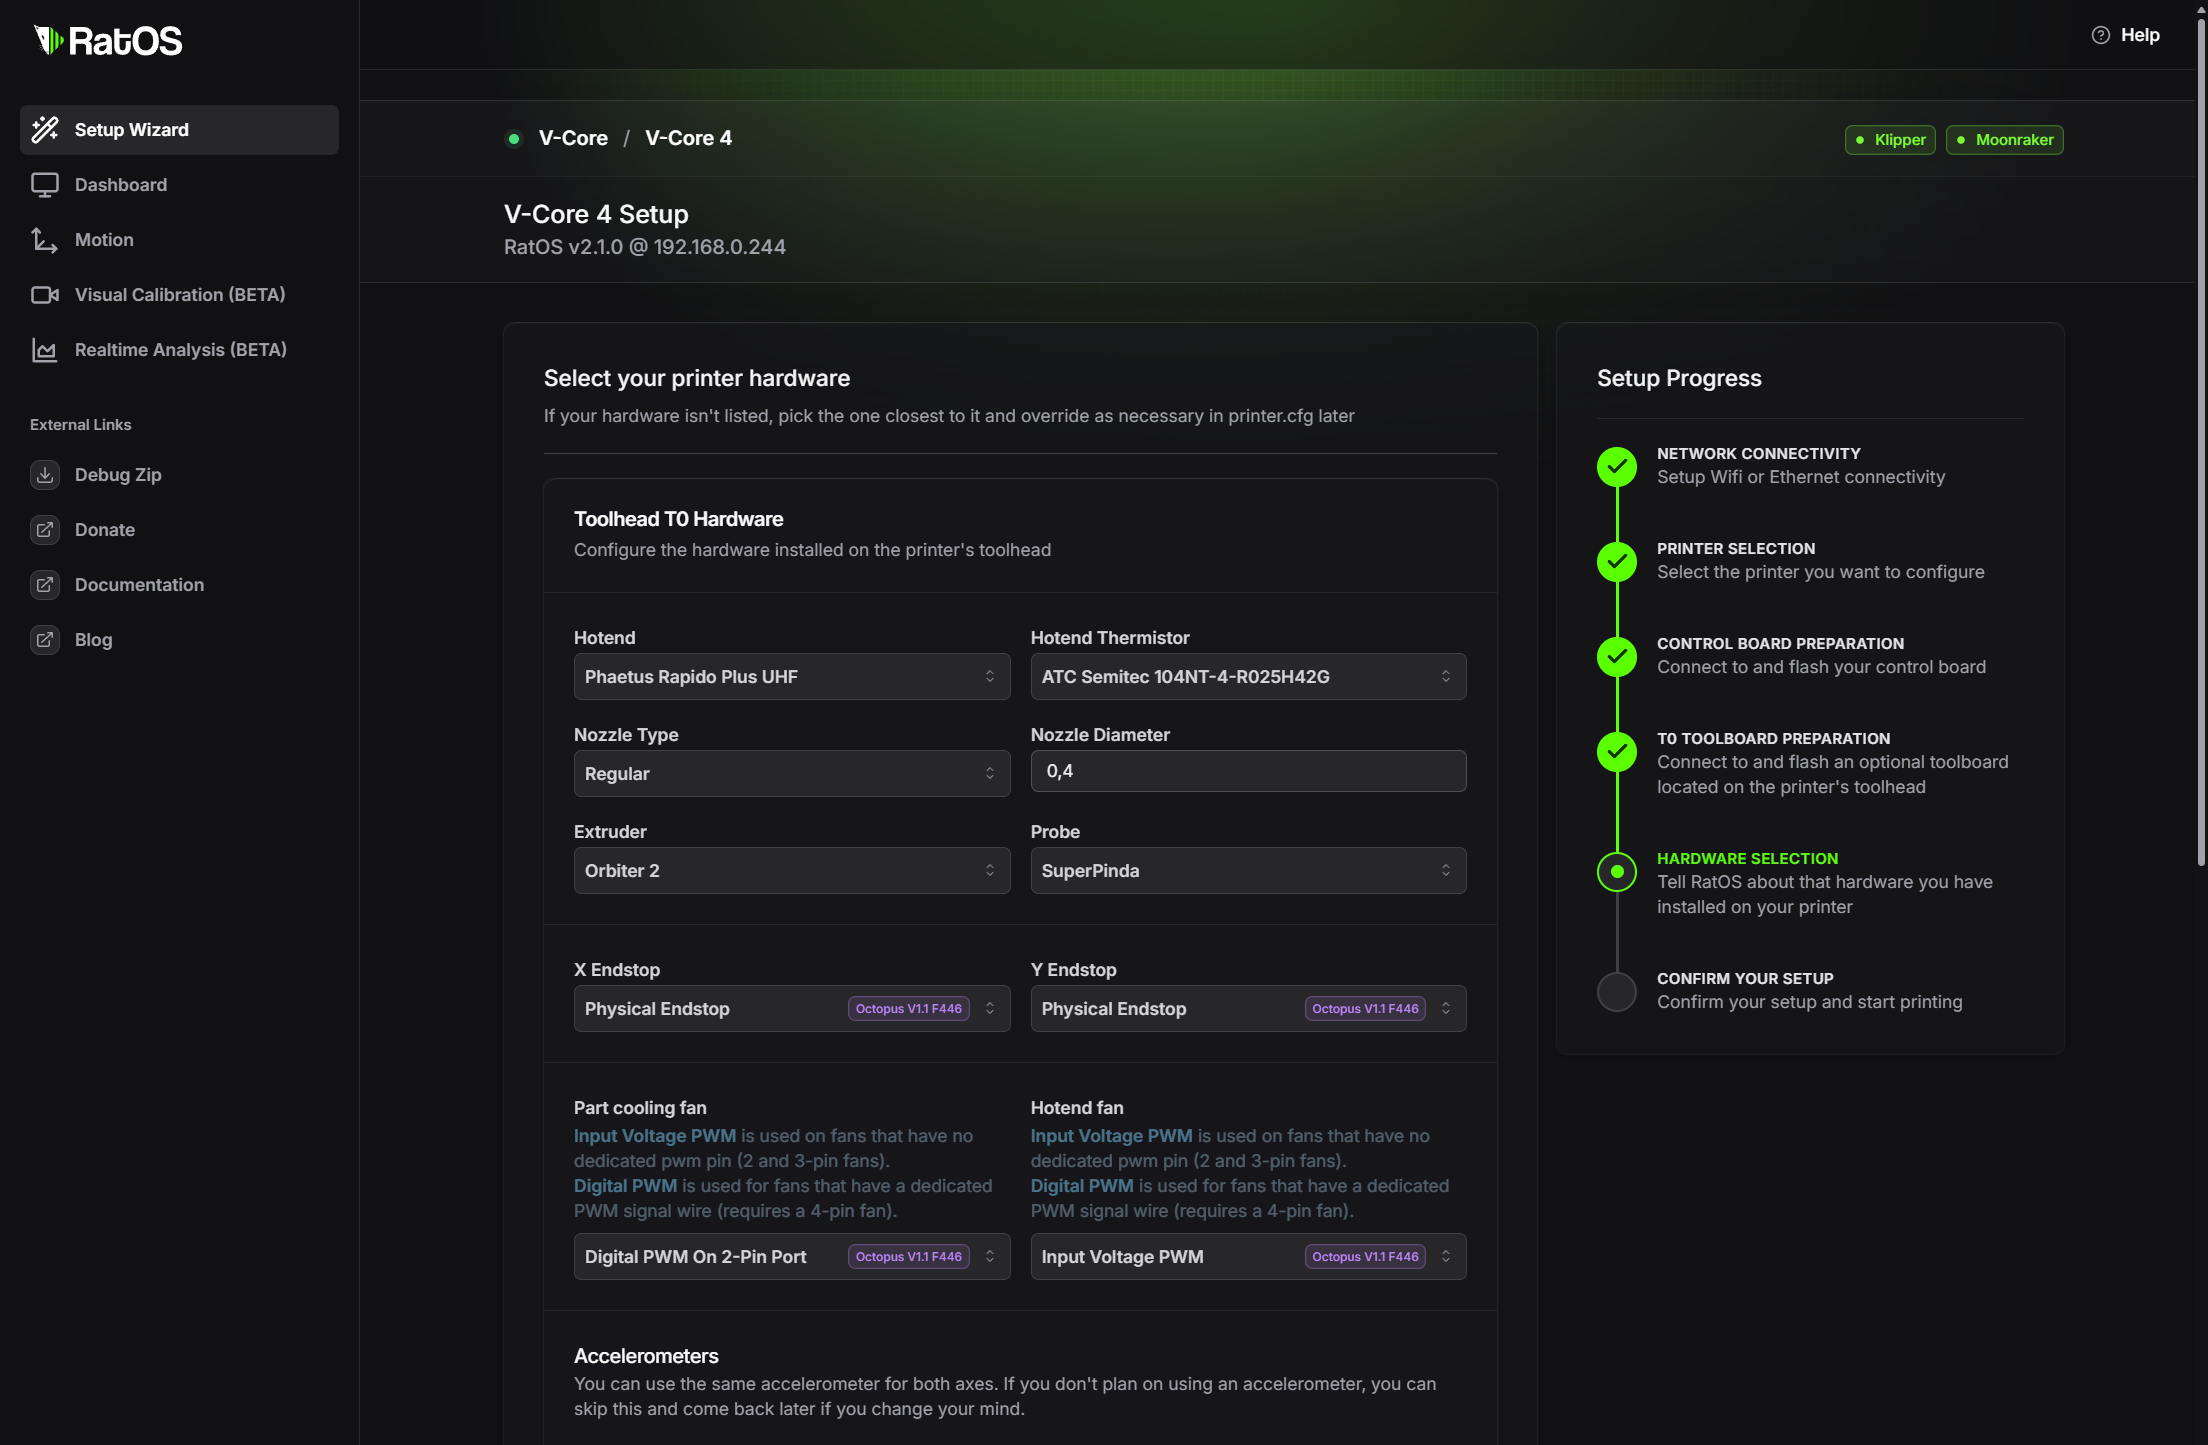 RatOS
Help
Setup Wizard
Dashboard
Motion
Visual Calibration (BETA)
Realtime Analysis (BETA)
External Links
Debug Zip
Donate
Documentation
Blog
V-Core / V-Core 4
Klipper
Moonraker
V-Core 4 Setup
RatOS v2.1.0 @ 192.168.0.244
Select your printer hardware
If your hardware isn't listed, pick the one closest to it and override as necessary in printer.cfg later
Toolhead T0 Hardware
Configure the hardware installed on the printer's toolhead
Hotend
Phaetus Rapido Plus UHF
Hotend Thermistor
ATC Semitec 104NT-4-R025H42G
Nozzle Type
Regular
Nozzle Diameter
0,4
Extruder
Orbiter 2
Probe
SuperPinda
X Endstop
Physical Endstop
Octopus V1.1 F446
Y Endstop
Physical Endstop
Octopus V1.1 F446
Part cooling fan
Input Voltage PWM is used on fans that have no
dedicated pwm pin (2 and 3-pin fans).
Digital PWM is used for fans that have a dedicated
PWM signal wire (requires a 4-pin fan).
Digital PWM On 2-Pin Port
Octopus V1.1 F446
Hotend fan
Input Voltage PWM is used on fans that have no
dedicated pwm pin (2 and 3-pin fans).
Digital PWM is used for fans that have a dedicated
PWM signal wire (requires a 4-pin fan).
Input Voltage PWM
Octopus V1.1 F446
Accelerometers
You can use the same accelerometer for both axes. If you don't plan on using an accelerometer, you can
skip this and come back later if you change your mind.
Setup Progress
NETWORK CONNECTIVITY
Setup Wifi or Ethernet connectivity
PRINTER SELECTION
Select the printer you want to configure
CONTROL BOARD PREPARATION
Connect to and flash your control board
T0 TOOLBOARD PREPARATION
Connect to and flash an optional toolboard
located on the printer's toolhead
HARDWARE SELECTION
Tell RatOS about that hardware you have
installed on your printer
CONFIRM YOUR SETUP
Confirm your setup and start printing